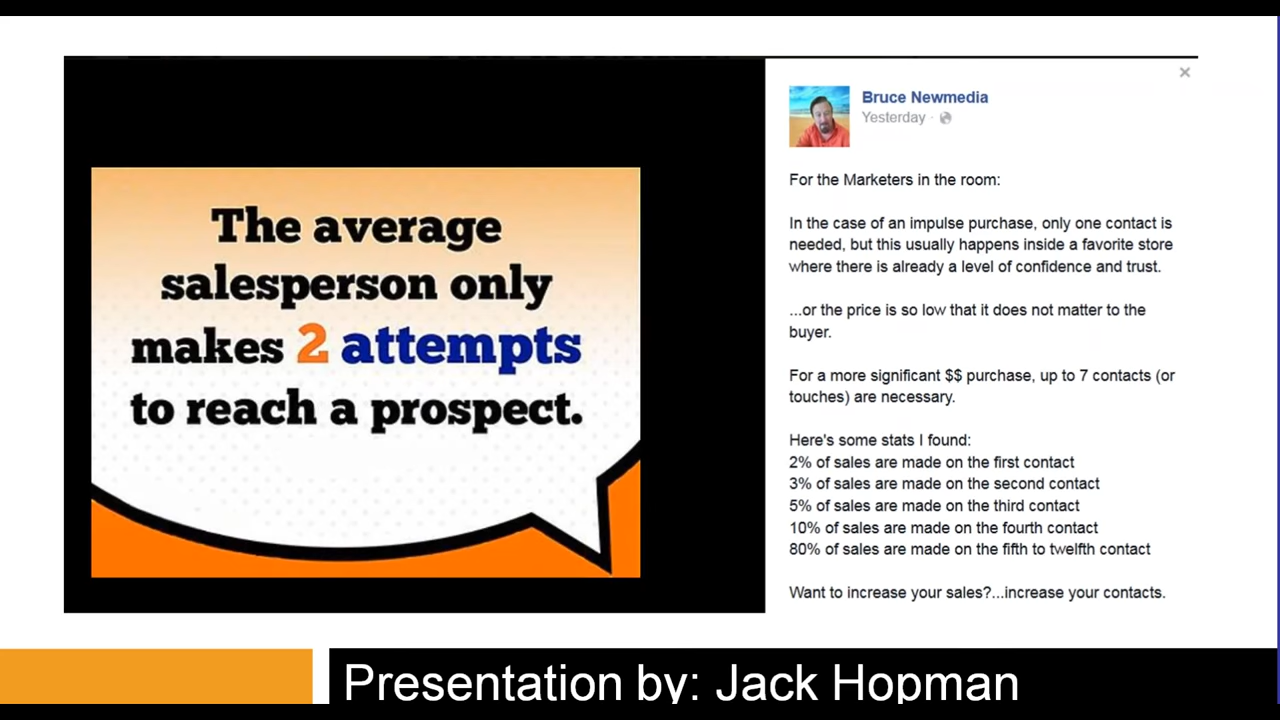 The average
salesperson only
makes 2 attempts
to reach a prospect.
×
Bruce Newmedia
Yesterday ·
For the Marketers in the room:
In the case of an impulse purchase, only one contact is
needed, but this usually happens inside a favorite store
where there is already a level of confidence and trust.
...or the price is so low that it does not matter to the
buyer.
For a more significant $$ purchase, up to 7 contacts (or
touches) are necessary.
Here's some stats I found:
2% of sales are made on the first contact
3% of sales are made on the second contact
5% of sales are made on the third contact
10% of sales are made on the fourth contact
80% of sales are made on the fifth to twelfth contact
Want to increase your sales?...increase your contacts.
Presentation by: Jack Hopman